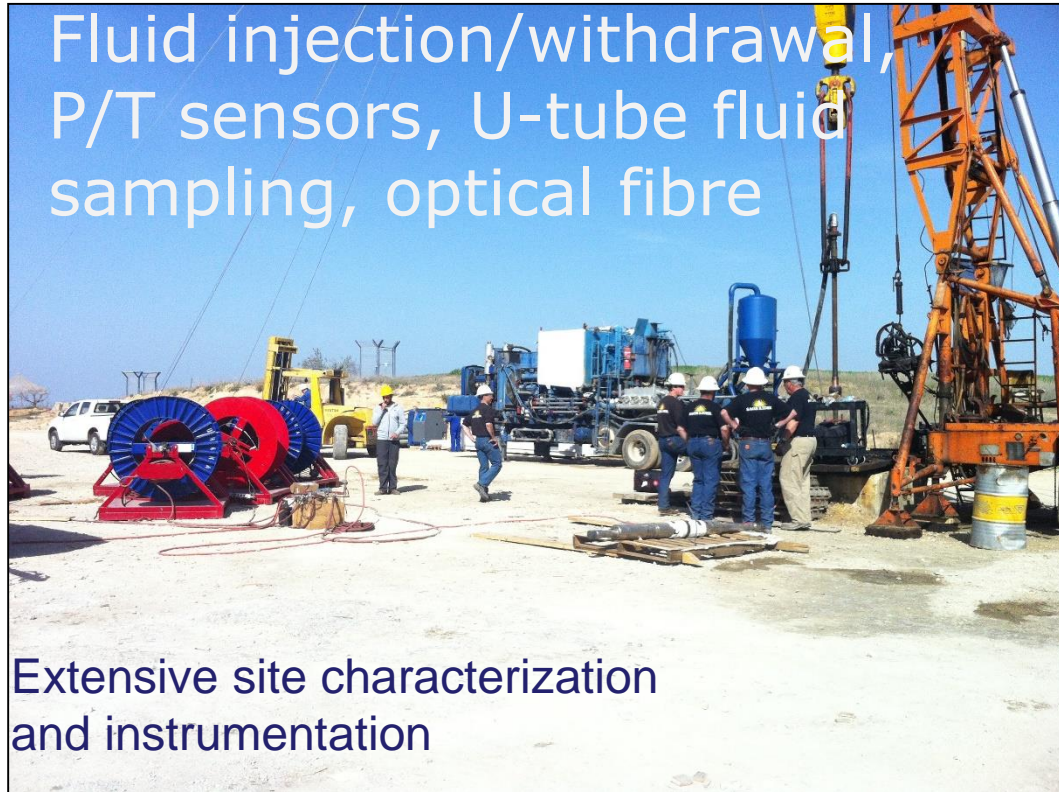 Fluid injection/withdrawal,
P/T sensors, U-tube fluid
sampling, optical fibre
Extensive site characterization
and instrumentation